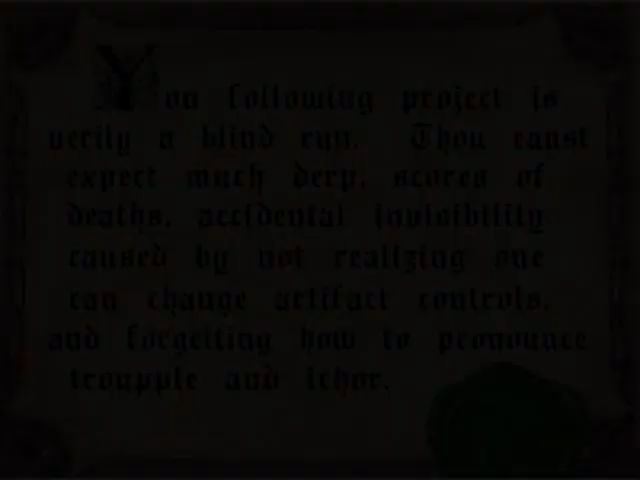 You following project is
verily a blind run. Thou canst
expect much derp, scores of
deaths, accidental invisibility
caused by not realizing one
can change artifact controls,
and forgetting how to pronounce
troupple and Ichor.